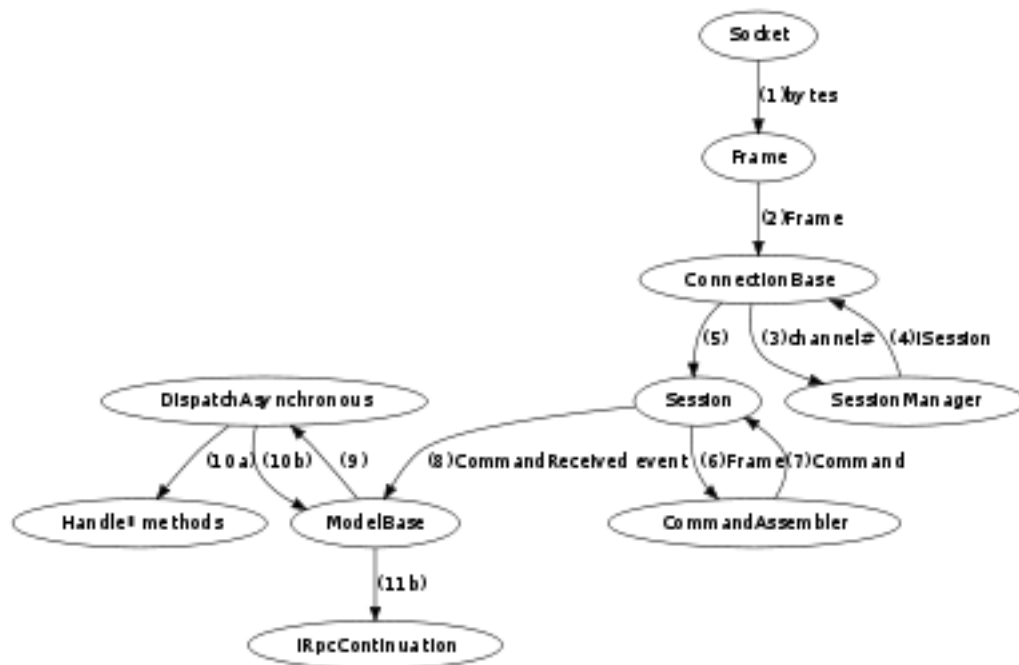 Socket
(1)bytes
Frame
(2)Frame
ConnectionBase
(5)
(3)channel#
(4)ISession
DispatchAsynchronous
Session
SessionManager
(10a)
(10b)
(9)
(8)CommandReceived event
(6)Frame
(7)Command
Handle* methods
ModelBase
CommandAssembler
(11b)
IRpcContinuation